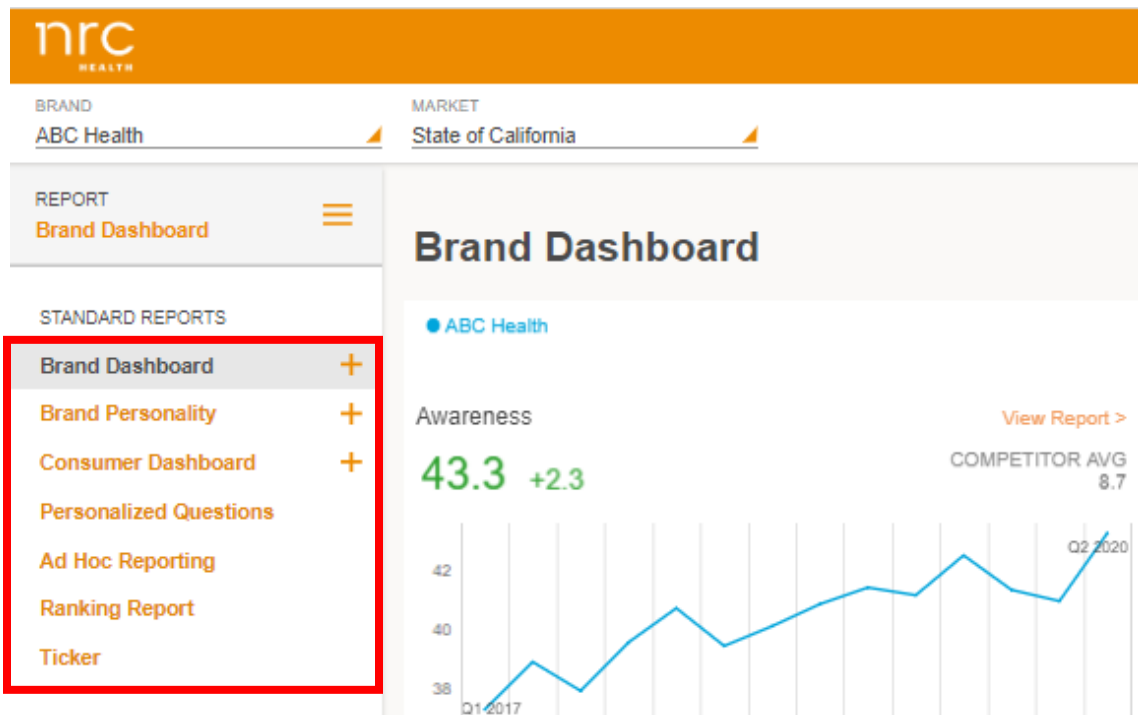 nrc
HEALTH
BRAND
ABC Health
MARKET
State of California
REPORT
Brand Dashboard
STANDARD REPORTS
Brand Dashboard
Brand Personality
Consumer Dashboard
Personalized Questions
Ad Hoc Reporting
Ranking Report
Ticker
Brand Dashboard
ABC Health
Awareness
View Report >
43.3 +2.3
COMPETITOR AVG
8.7
Q2 2020
42
40
38
Q1 2017